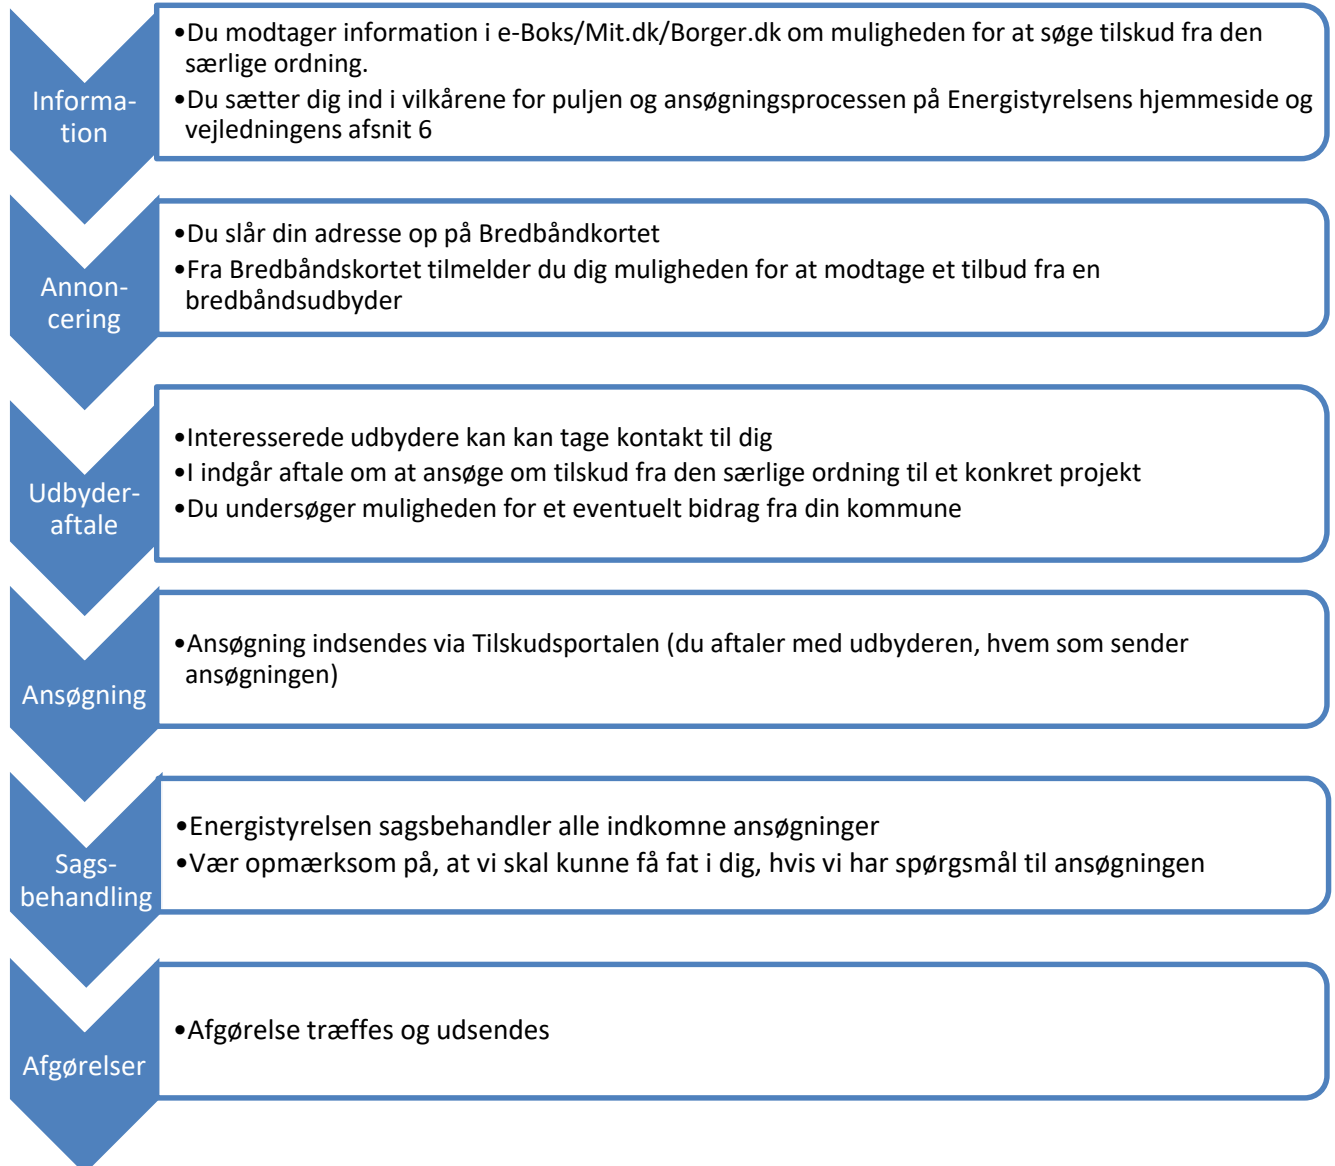 Informa-
tion
•Du modtager information i e-Boks/Mit.dk/Borger.dk om muligheden for at søge tilskud fra den
særlige ordning.
•Du sætter dig ind i vilkårene for puljen og ansøgningsprocessen på Energistyrelsens hjemmeside og
vejledningens afsnit 6
Annon-
cering
•Du slår din adresse op på Bredbåndkortet
•Fra Bredbåndskortet tilmelder du dig muligheden for at modtage et tilbud fra en
bredbåndsudbyder
Udbyder-
aftale
•Interesserede udbydere kan kan tage kontakt til dig
•I indgår aftale om at ansøge om tilskud fra den særlige ordning til et konkret projekt
•Du undersøger muligheden for et eventuelt bidrag fra din kommune
Ansøgning
•Ansøgning indsendes via Tilskudsportalen (du aftaler med udbyderen, hvem som sender
ansøgningen)
Sags-
behandling
•Energistyrelsen sagsbehandler alle indkomne ansøgninger
•Vær opmærksom på, at vi skal kunne få fat i dig, hvis vi har spørgsmål til ansøgningen
Afgørelser
•Afgørelse træffes og udsendes